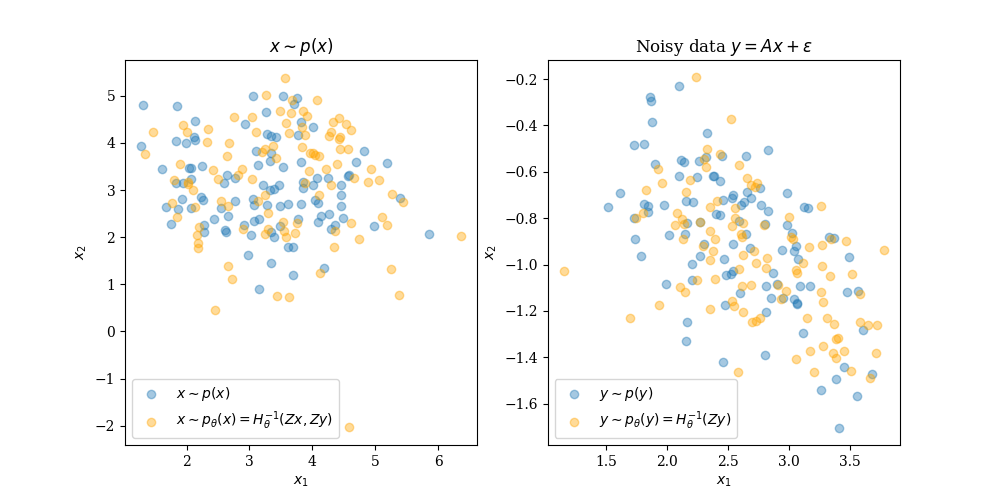 x ~ p(x)
5
4
3
2
1
0
−1
−2
x₂
2
3
4
5
6
x₁
x ~ p(x)
x ~ p_θ(x) = H_θ⁻¹(Zx, Zy)
Noisy data y = Ax + ε
−0.2
−0.4
−0.6
−0.8
−1.0
−1.2
−1.4
−1.6
x₂
1.5
2.0
2.5
3.0
3.5
x₁
y ~ p(y)
y ~ p_θ(y) = H_θ⁻¹(Zy)